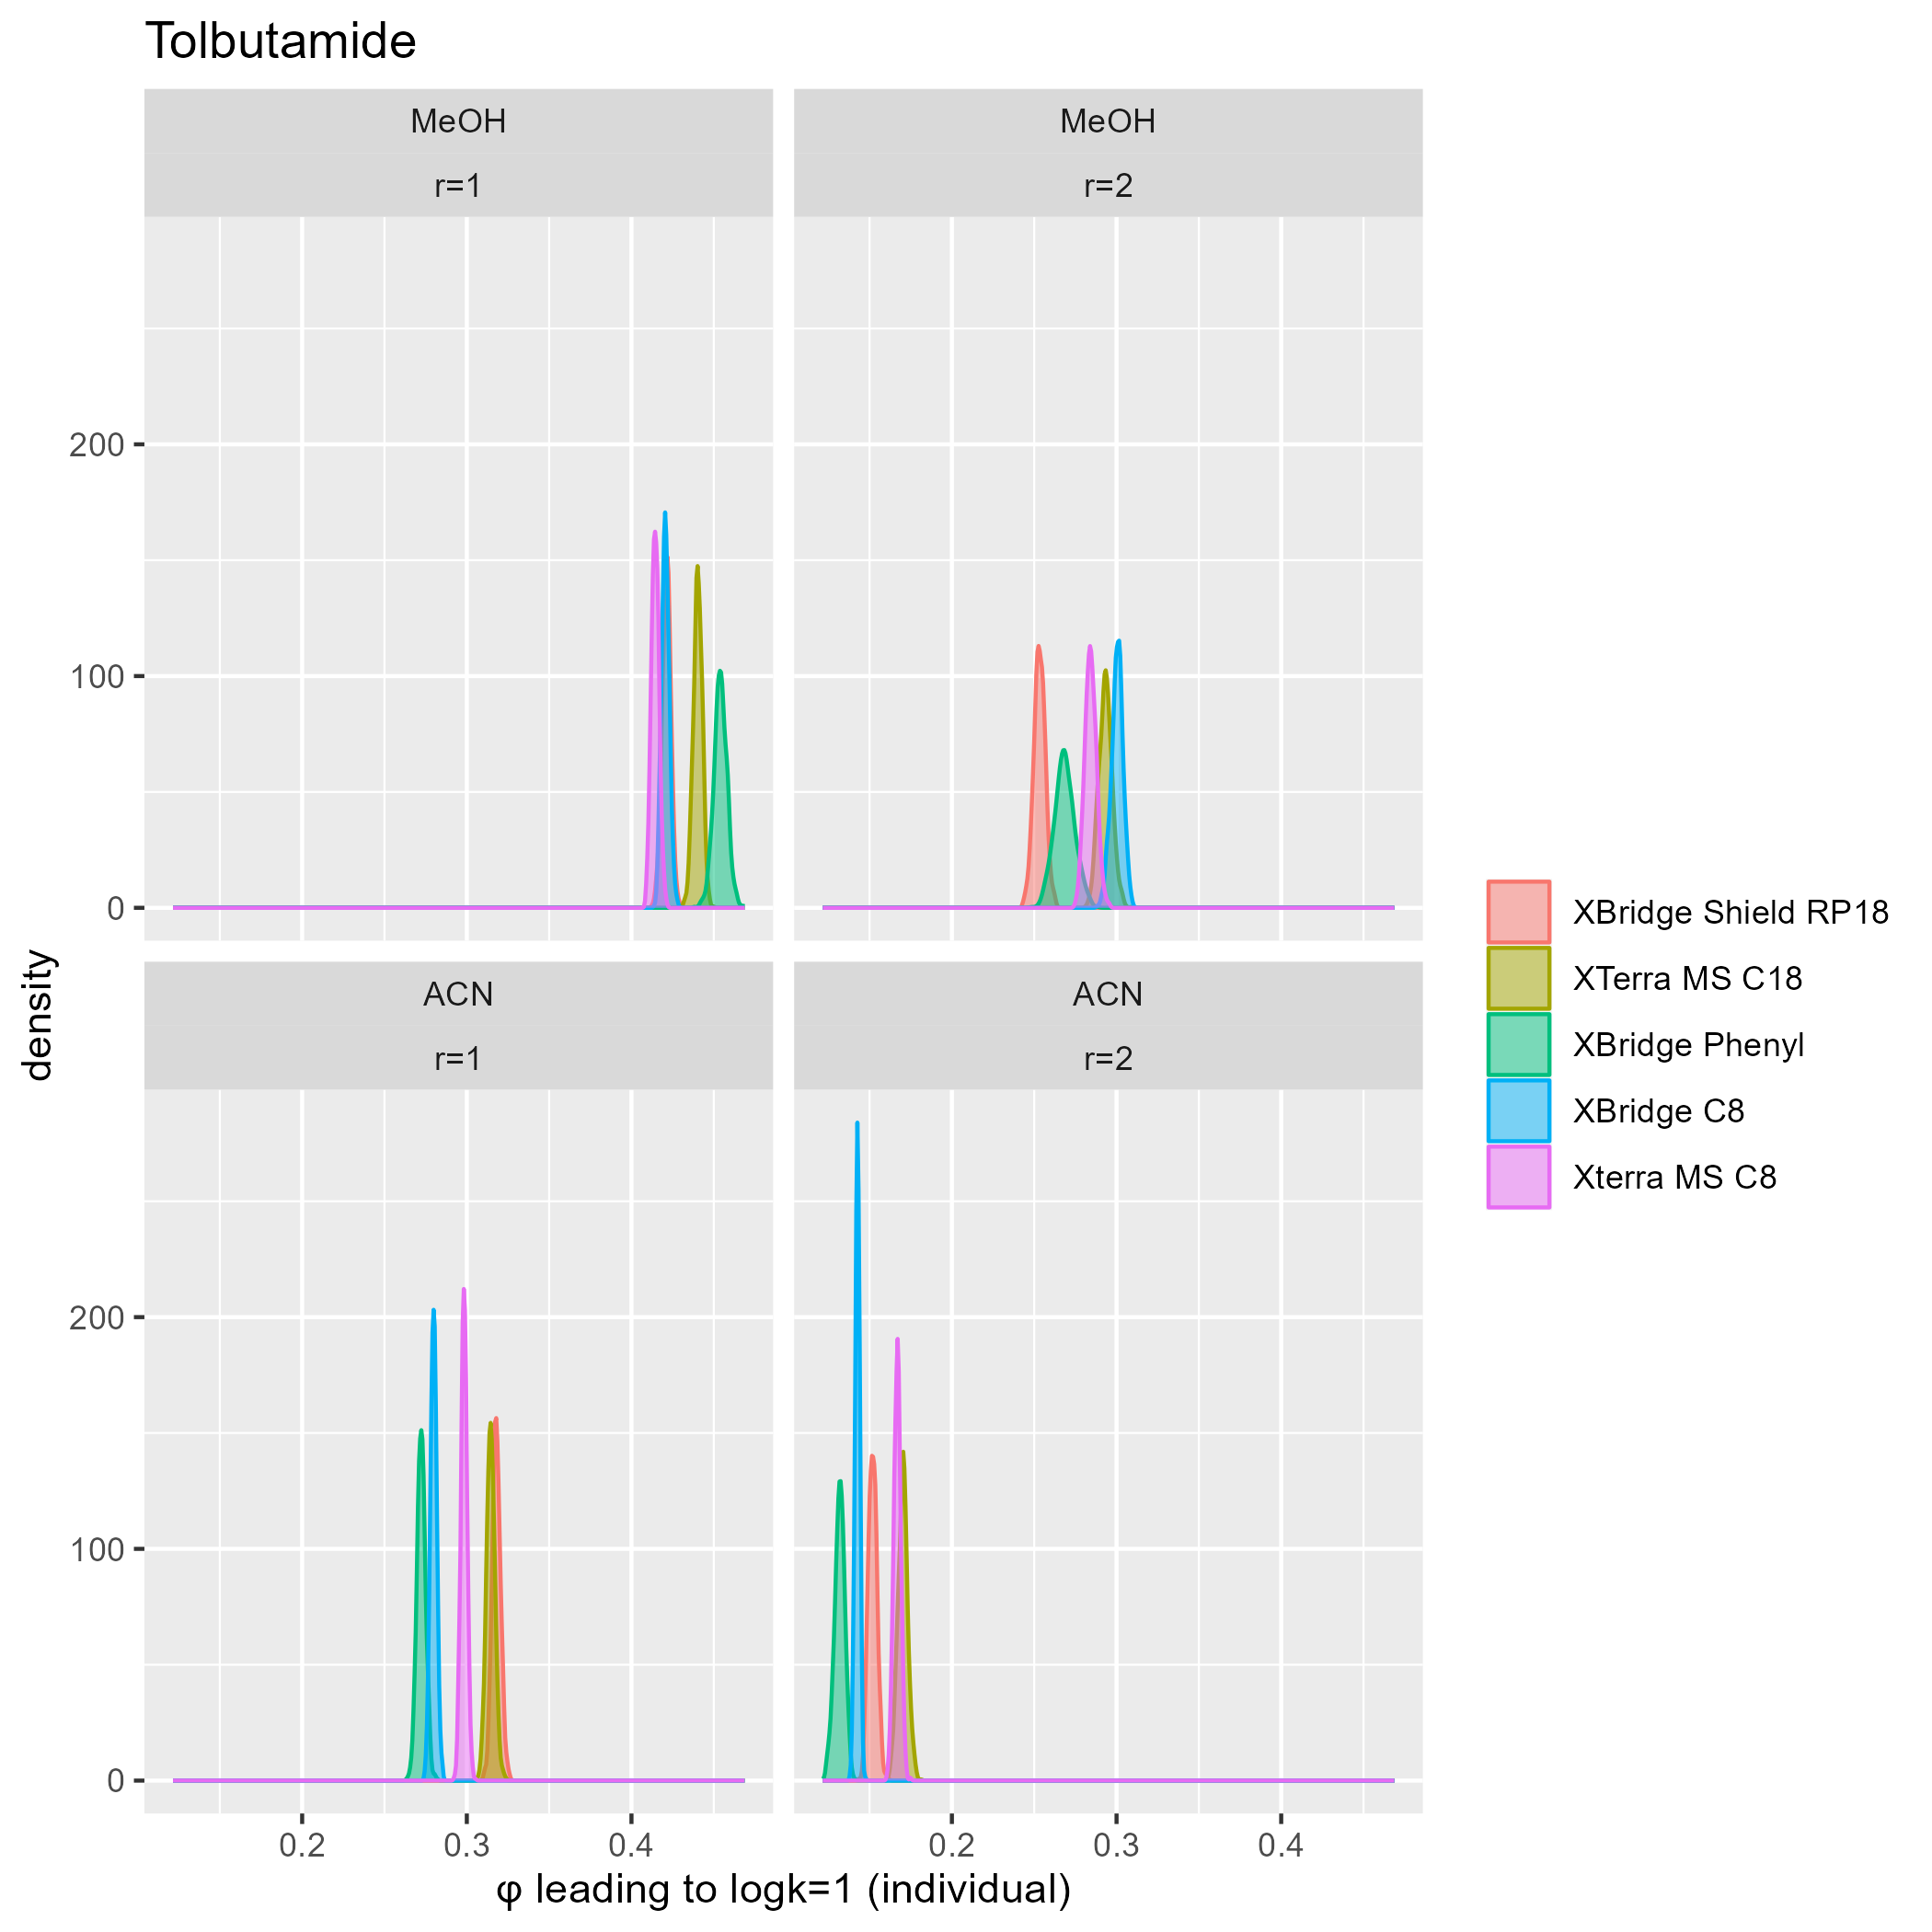 Tolbutamide
MeOH
r=1
MeOH
r=2
200
100
0
ACN
r=1
ACN
r=2
200
100
0
0.2
0.3
0.4
0.2
0.3
0.4
density
φ leading to logk=1 (individual)
XBridge Shield RP18
XTerra MS C18
XBridge Phenyl
XBridge C8
Xterra MS C8